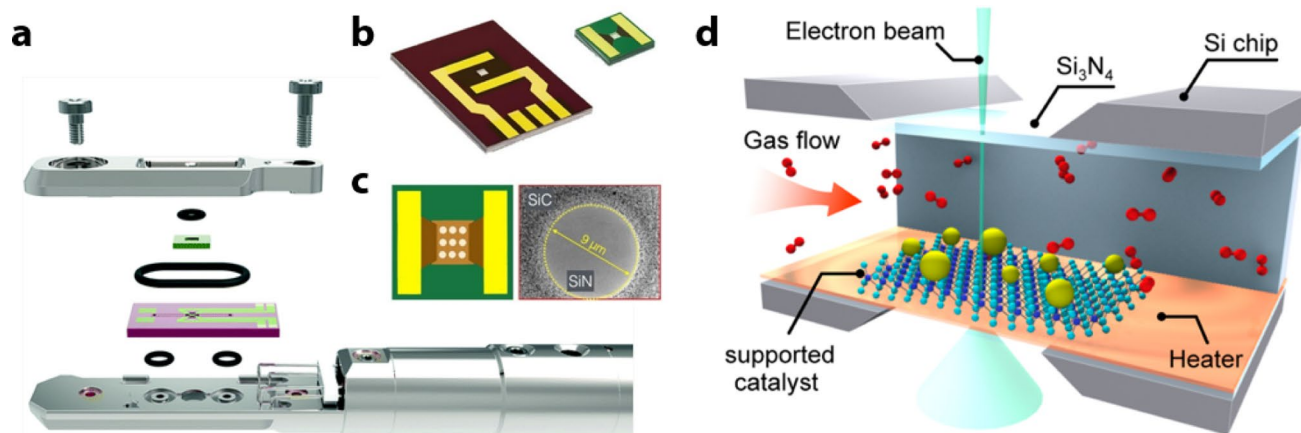 a
b
c
SiC
9 µm
SiN
d
Electron beam
Si chip
Si₃N₄
Gas flow
supported
catalyst
Heater